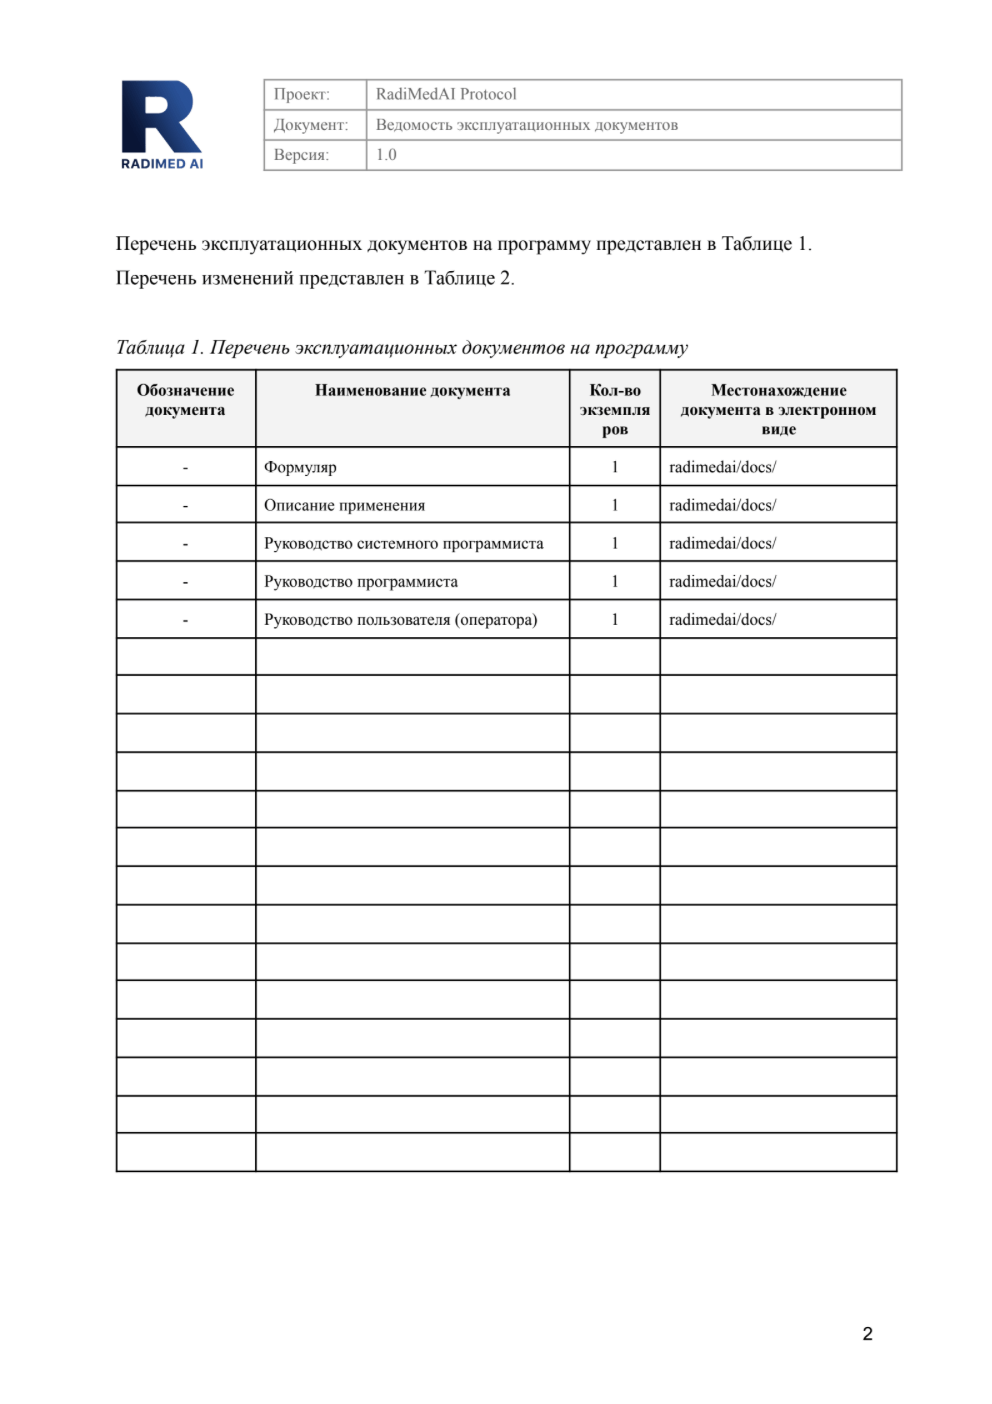 RADIMED AI
Проект: RadiMedAI Protocol
Документ: Ведомость эксплуатационных документов
Версия: 1.0
Перечень эксплуатационных документов на программу представлен в Таблице 1.
Перечень изменений представлен в Таблице 2.
Таблица 1. Перечень эксплуатационных документов на программу
Обозначение документа Наименование документа Кол-во экземпля ров Местонахождение документа в электронном виде
- Формуляр 1 radimedai/docs/
- Описание применения 1 radimedai/docs/
- Руководство системного программиста 1 radimedai/docs/
- Руководство программиста 1 radimedai/docs/
- Руководство пользователя (оператора) 1 radimedai/docs/
2